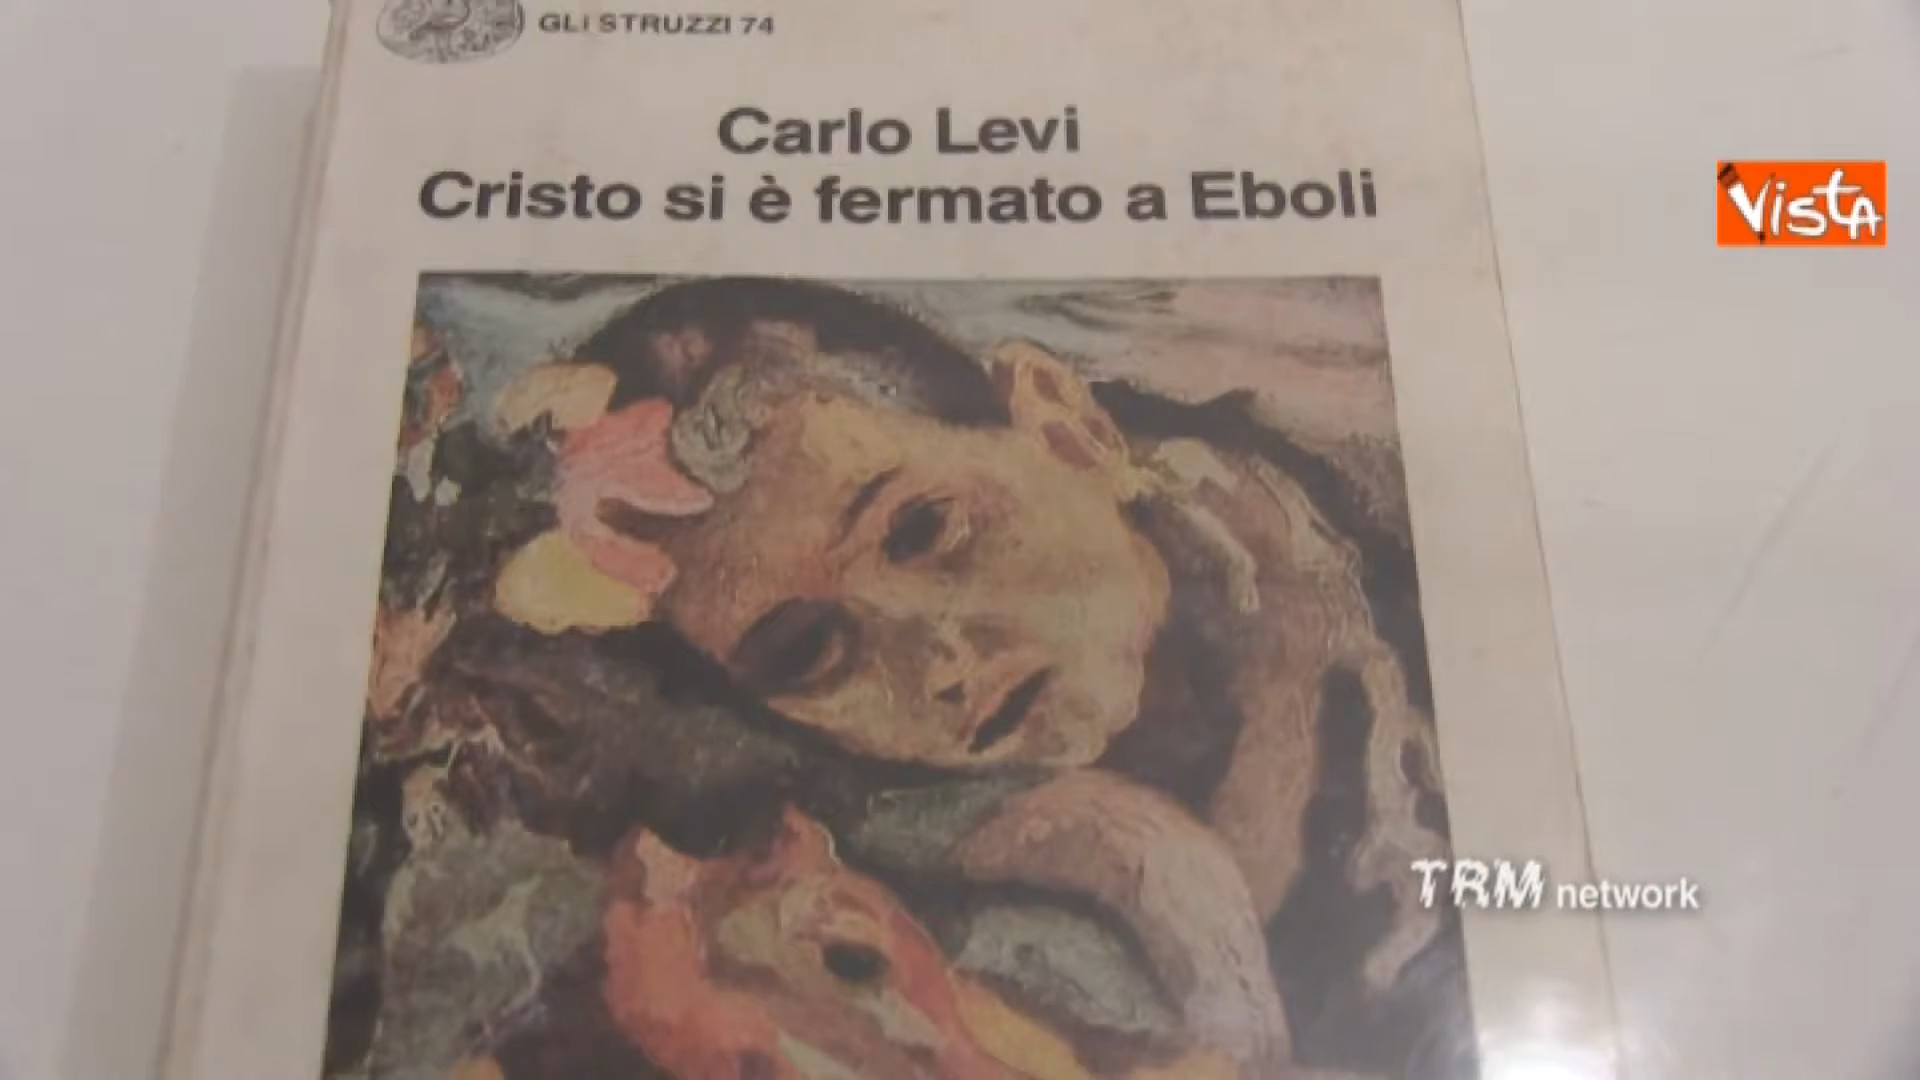 GLI STRUZZI 74
Carlo Levi
Cristo si è fermato a Eboli
VISTA
TRM network